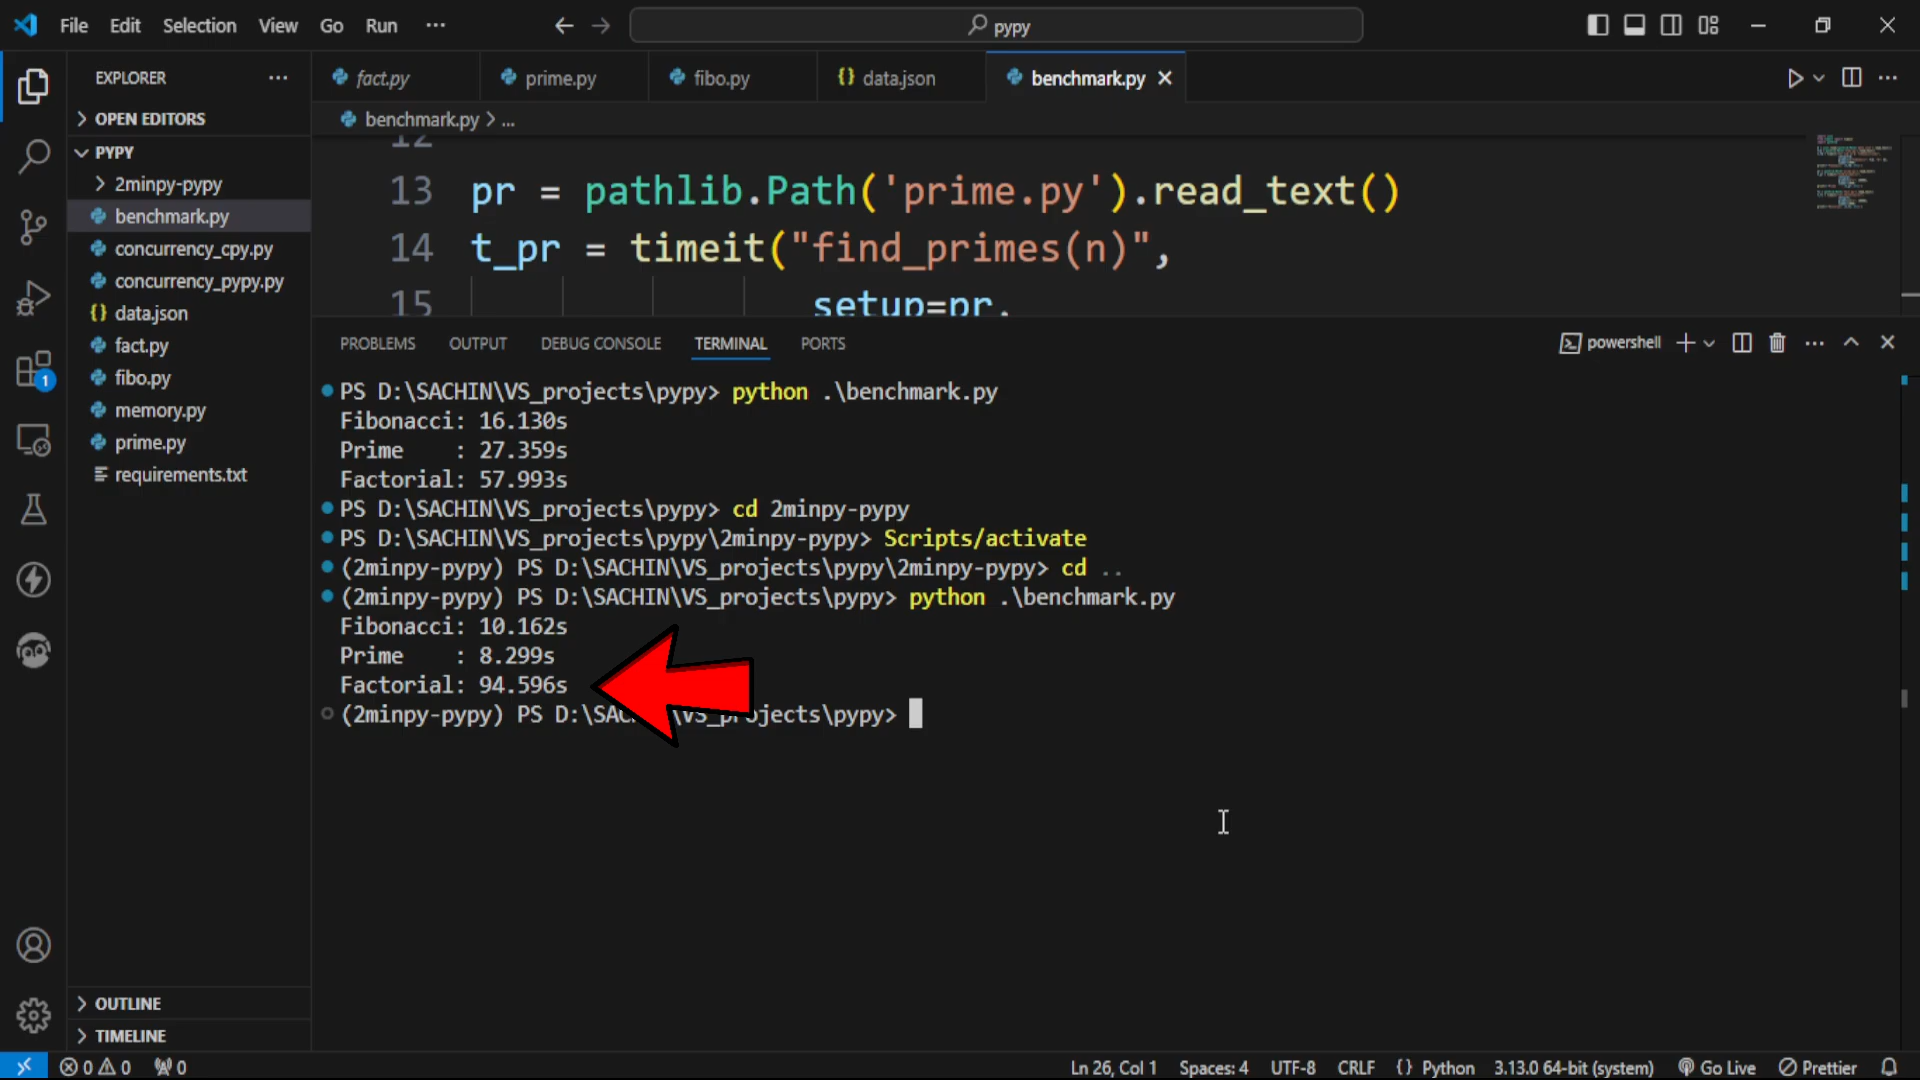 File Edit Selection View Go Run ··· pypy
EXPLORER ···
OPEN EDITORS
PYPY
2minpy-pypy
benchmark.py
concurrency_cpy.py
concurrency_pypy.py
{} data.json
fact.py
fibo.py
memory.py
prime.py
requirements.txt
OUTLINE
TIMELINE
fact.py prime.py fibo.py {} data.json benchmark.py
benchmark.py > ...
12
13 pr = pathlib.Path('prime.py').read_text()
14 t_pr = timeit("find_primes(n)",
15 setup=pr,
PROBLEMS OUTPUT DEBUG CONSOLE TERMINAL PORTS powershell
PS D:\SACHIN\VS_projects\pypy> python .\benchmark.py
Fibonacci: 16.130s
Prime    : 27.359s
Factorial: 57.993s
PS D:\SACHIN\VS_projects\pypy> cd 2minpy-pypy
PS D:\SACHIN\VS_projects\pypy\2minpy-pypy> Scripts/activate
(2minpy-pypy) PS D:\SACHIN\VS_projects\pypy\2minpy-pypy> cd ..
(2minpy-pypy) PS D:\SACHIN\VS_projects\pypy> python .\benchmark.py
Fibonacci: 10.162s
Prime    : 8.299s
Factorial: 94.596s
(2minpy-pypy) PS D:\SAC \VS_projects\pypy>
1
0 0 0 Ln 26, Col 1 Spaces: 4 UTF-8 CRLF {} Python 3.13.0 64-bit (system) Go Live Prettier